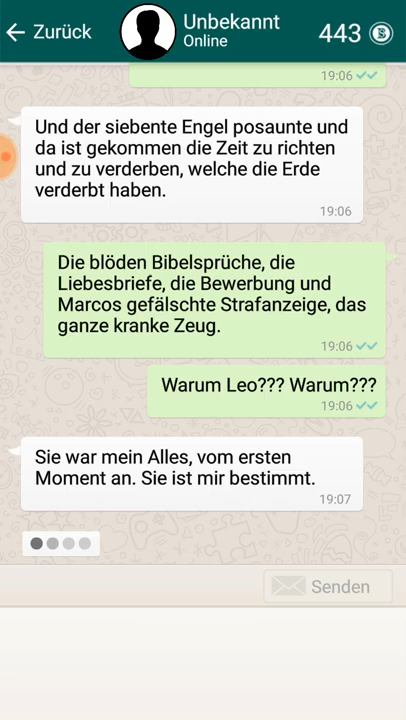 Zurück
Unbekannt
Online
443
19:06
Und der siebente Engel posaunte und
da ist gekommen die Zeit zu richten
und zu verderben, welche die Erde
verderbt haben.
19:06
Die blöden Bibelsprüche, die
Liebesbriefe, die Bewerbung und
Marcos gefälschte Strafanzeige, das
ganze kranke Zeug.
19:06
Warum Leo??? Warum???
19:06
Sie war mein Alles, vom ersten
Moment an. Sie ist mir bestimmt.
19:07
Senden